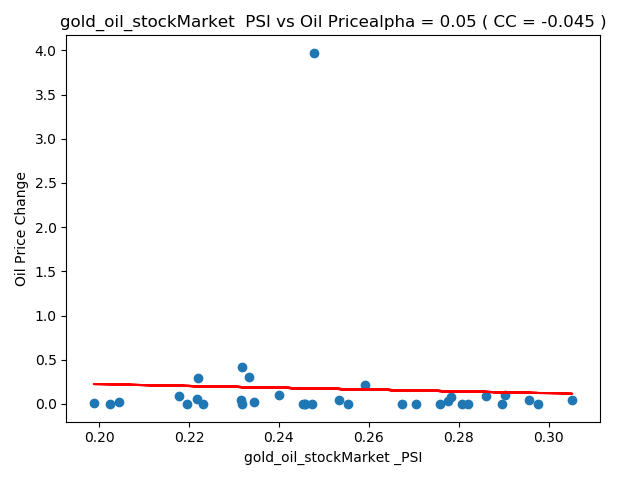 gold_oil_stockMarket  PSI vs Oil Pricealpha = 0.05 ( CC = -0.045 )
4.0
3.5
3.0
2.5
2.0
1.5
1.0
0.5
0.0
Oil Price Change
0.20 0.22 0.24 0.26 0.28 0.30
gold_oil_stockMarket _PSI